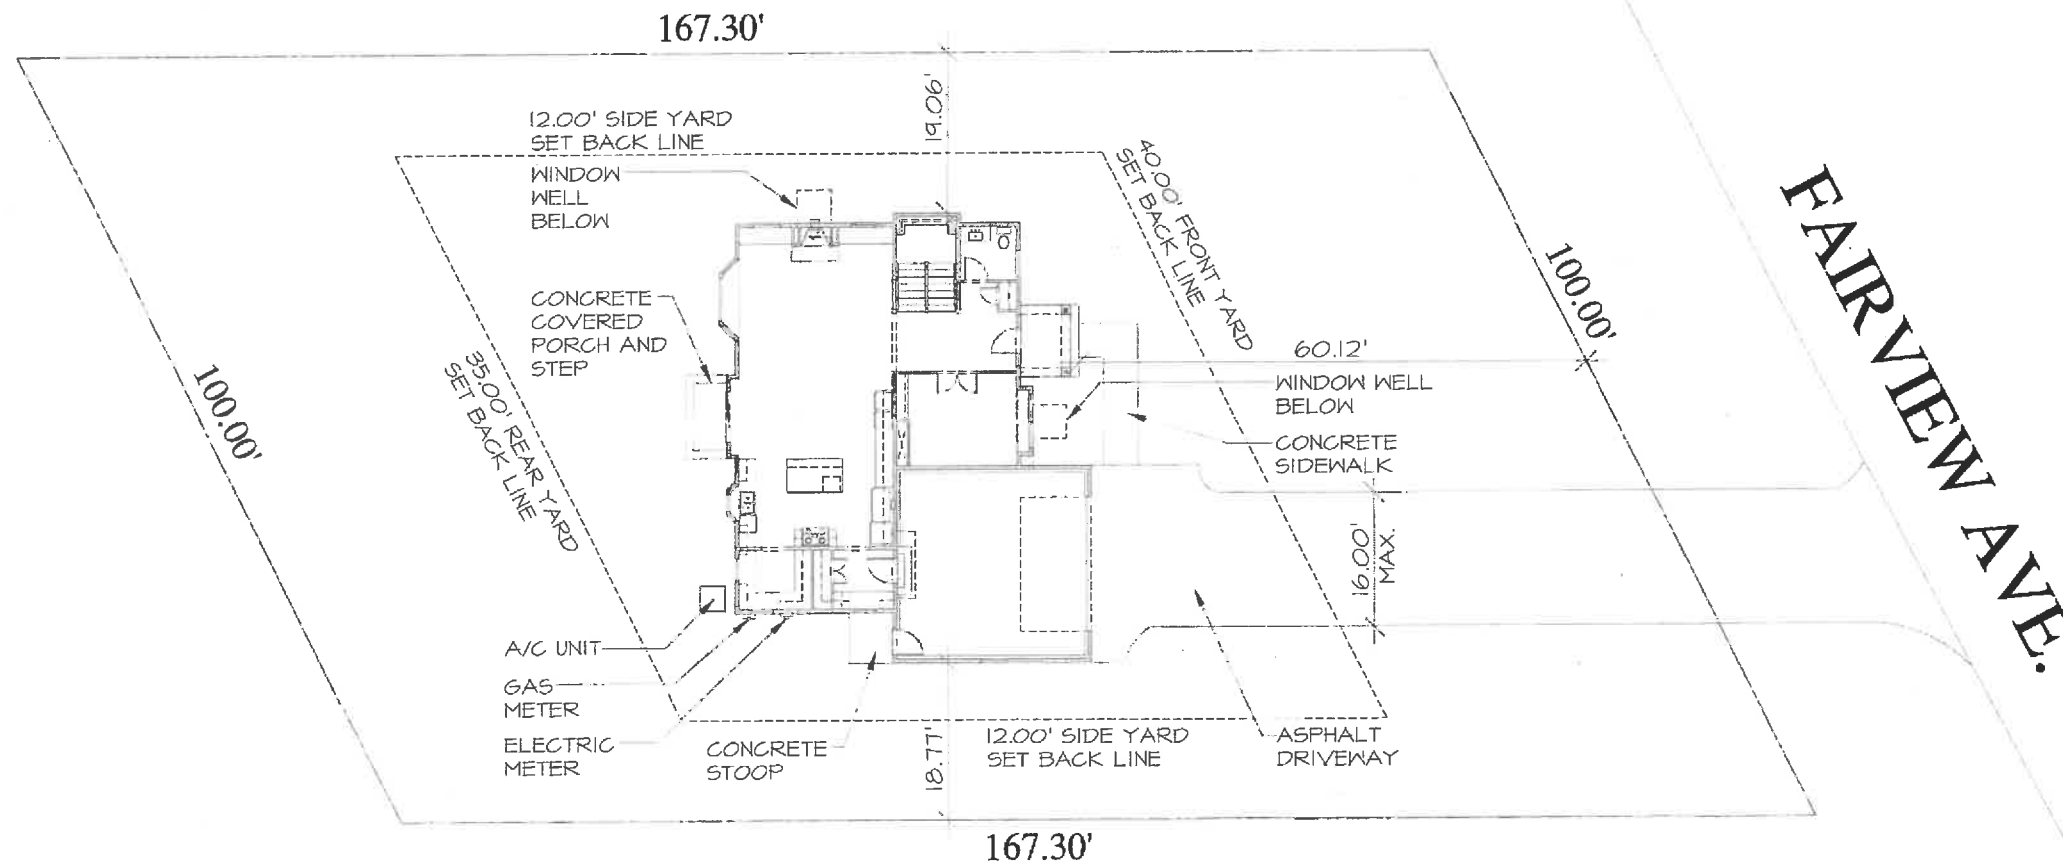 167.30'
19.06'
12.00' SIDE YARD
SET BACK LINE
WINDOW
WELL
BELOW
40.00' FRONT YARD
SET BACK LINE
FAIRVIEW AVE.
100.00'
CONCRETE
COVERED
PORCH AND
STEP
60.12'
WINDOW WELL
BELOW
100.00'
35.00' REAR YARD
SET BACK LINE
CONCRETE
SIDEWALK
16.00'
MAX.
A/C UNIT
GAS
METER
ELECTRIC
METER
CONCRETE
STOOP
18.77'
12.00' SIDE YARD
SET BACK LINE
ASPHALT
DRIVEWAY
167.30'